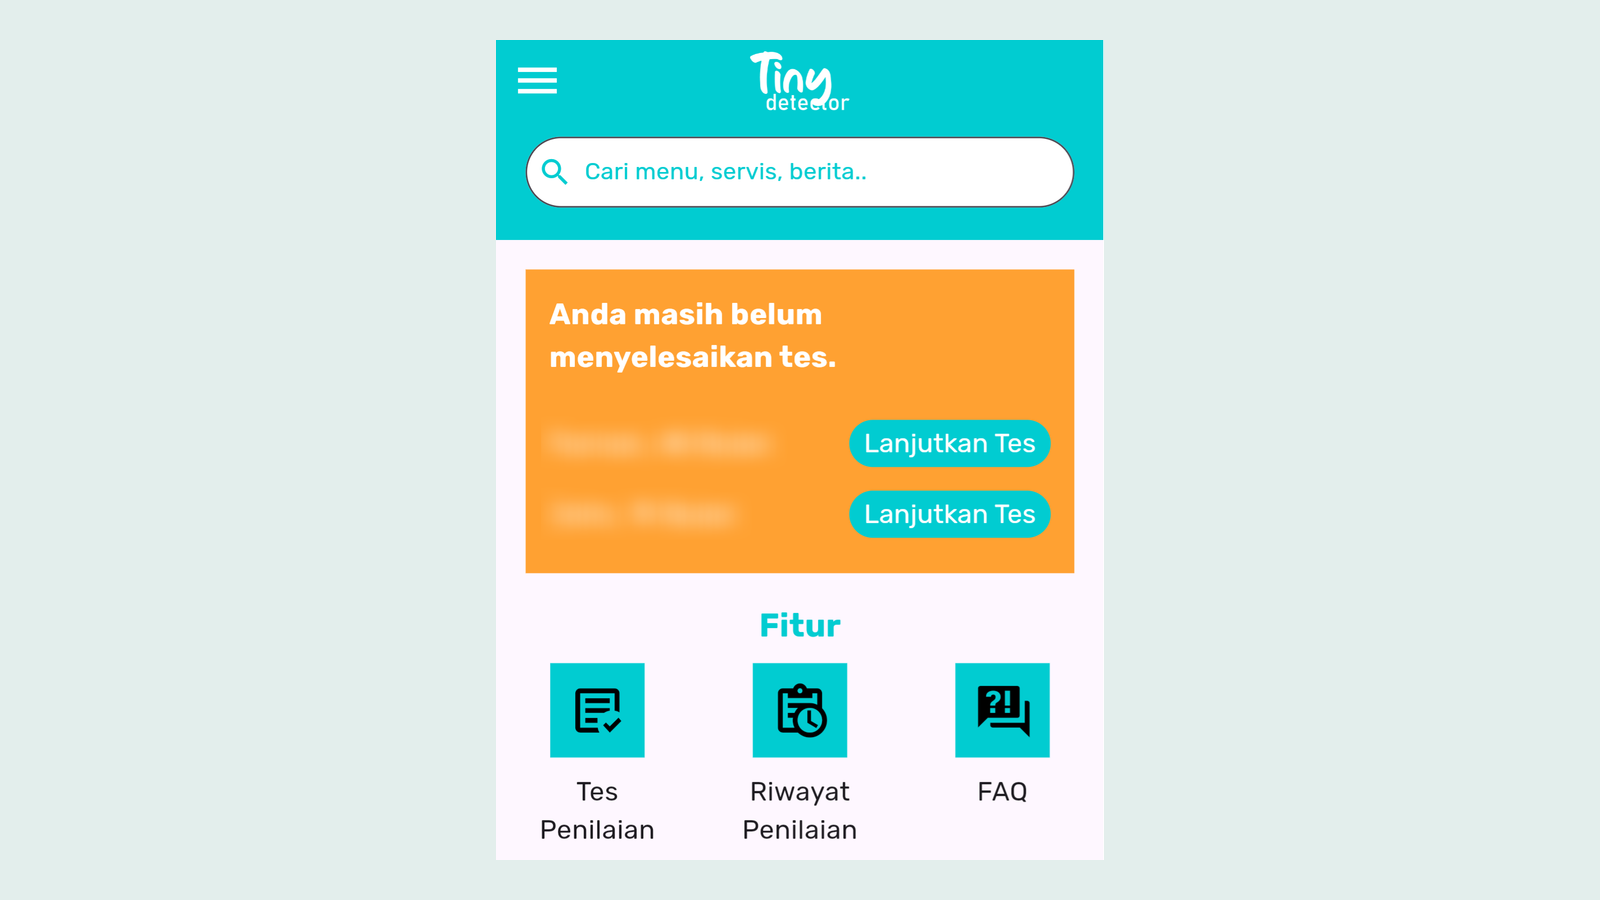 Tiny
detector
Cari menu, servis, berita..
Anda masih belum
menyelesaikan tes.
Lanjutkan Tes
Lanjutkan Tes
Fitur
Tes
Penilaian
Riwayat
Penilaian
FAQ